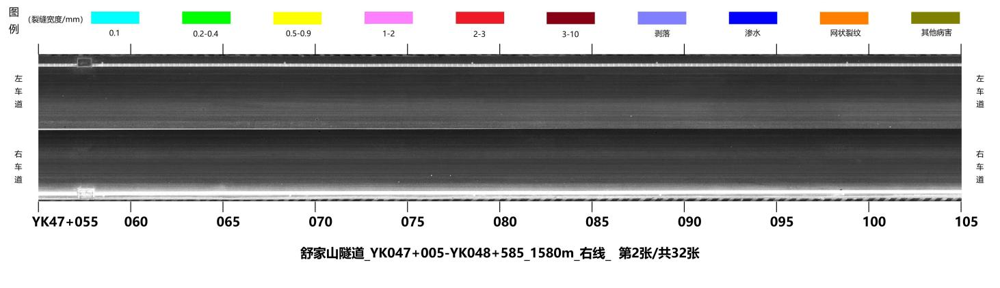 图例 (裂缝宽度/mm) 0.1 0.2-0.4 0.5-0.9 1-2 2-3 3-10 剥落 渗水 网状裂纹 其他病害
左车道 左车道
右车道 右车道
YK47+055 060 065 070 075 080 085 090 095 100 105
舒家山隧道_YK047+005-YK048+585_1580m_右线_ 第2张/共32张